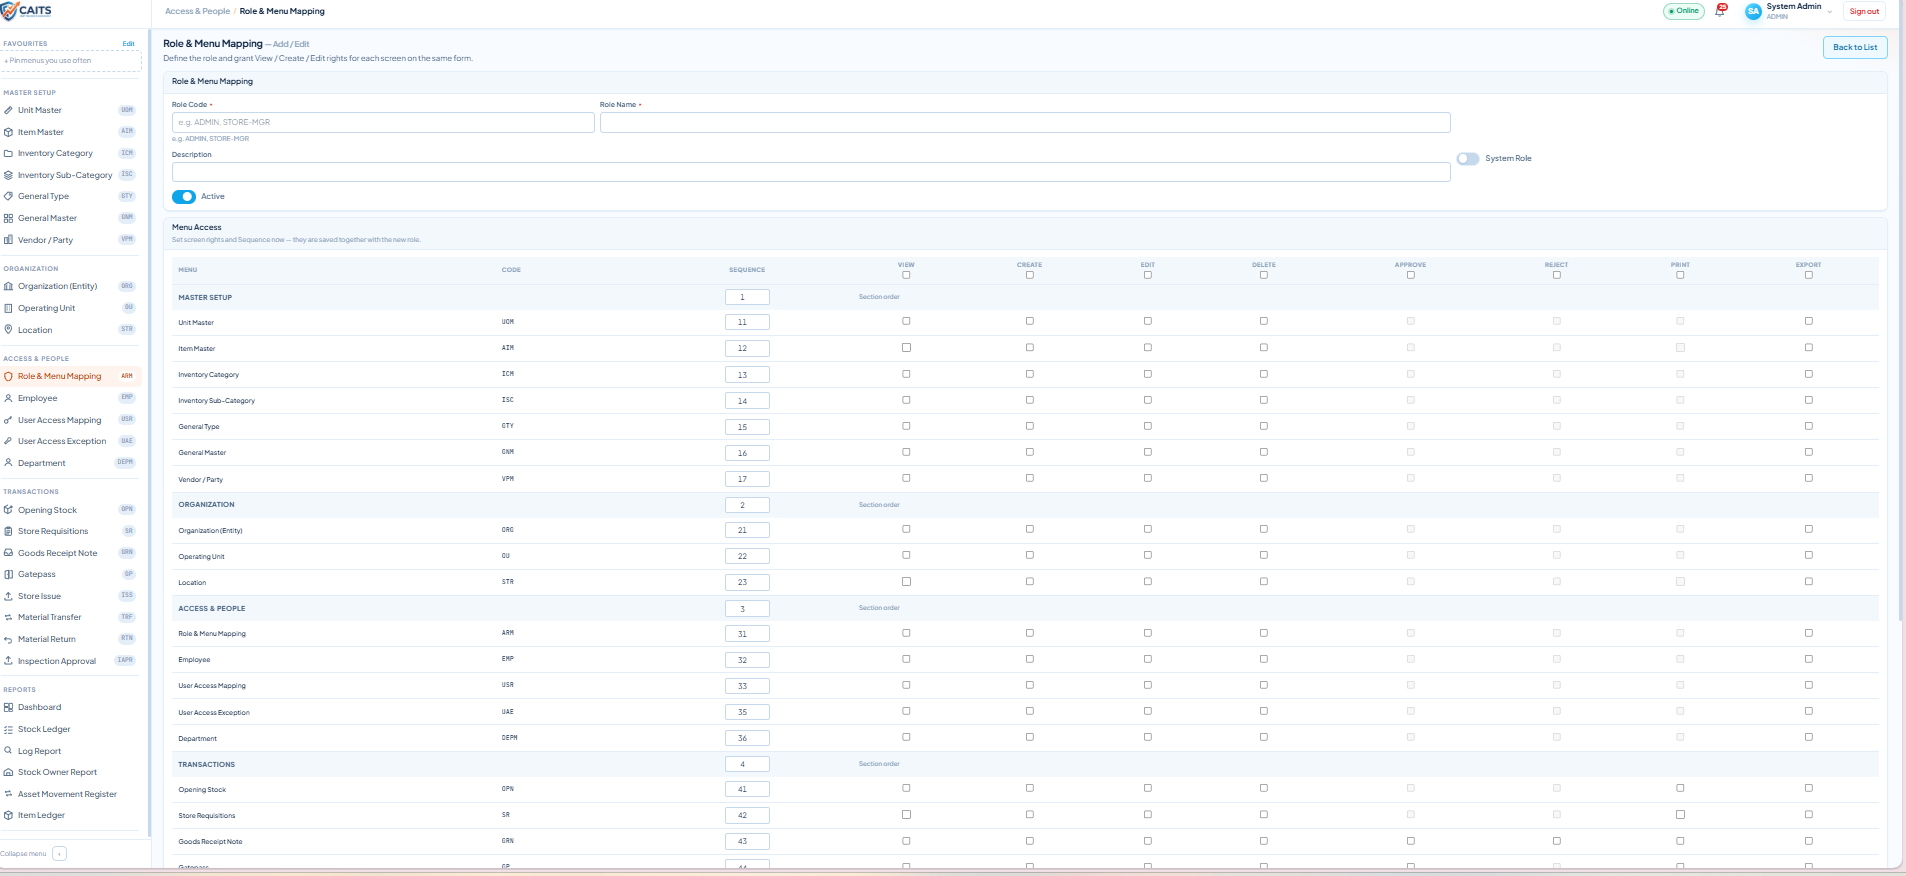 CAITS
Access & People / Role & Menu Mapping
Online
25
SA
System Admin
ADMIN
Sign out
FAVOURITES Edit
+ Pin menus you use often
MASTER SETUP
Unit Master UOM
Item Master AIM
Inventory Category ICM
Inventory Sub-Category ISC
General Type GTY
General Master GNM
Vendor / Party VPM
ORGANIZATION
Organization (Entity) ORG
Operating Unit OU
Location STR
ACCESS & PEOPLE
Role & Menu Mapping ARM
Employee EMP
User Access Mapping USR
User Access Exception UAE
Department DEPM
TRANSACTIONS
Opening Stock OPN
Store Requisitions SR
Goods Receipt Note GRN
Gatepass GP
Store Issue ISS
Material Transfer TRF
Material Return RTN
Inspection Approval IAPR
REPORTS
Dashboard
Stock Ledger
Log Report
Stock Owner Report
Asset Movement Register
Item Ledger
Collapse menu
Role & Menu Mapping — Add / Edit
Define the role and grant View / Create / Edit rights for each screen on the same form.
Back to List
Role & Menu Mapping
Role Code * Role Name *
e.g. ADMIN, STORE-MGR
e.g. ADMIN, STORE-MGR
Description
System Role
Active
Menu Access
Set screen rights and Sequence now — they are saved together with the new role.
MENU CODE SEQUENCE VIEW CREATE EDIT DELETE APPROVE REJECT PRINT EXPORT
MASTER SETUP 1 Section order
Unit Master UOM 11
Item Master AIM 12
Inventory Category ICM 13
Inventory Sub-Category ISC 14
General Type GTY 15
General Master GNM 16
Vendor / Party VPM 17
ORGANIZATION 2 Section order
Organization (Entity) ORG 21
Operating Unit OU 22
Location STR 23
ACCESS & PEOPLE 3 Section order
Role & Menu Mapping ARM 31
Employee EMP 32
User Access Mapping USR 33
User Access Exception UAE 35
Department DEPM 36
TRANSACTIONS 4 Section order
Opening Stock OPN 41
Store Requisitions SR 42
Goods Receipt Note GRN 43
Gatepass GP 44